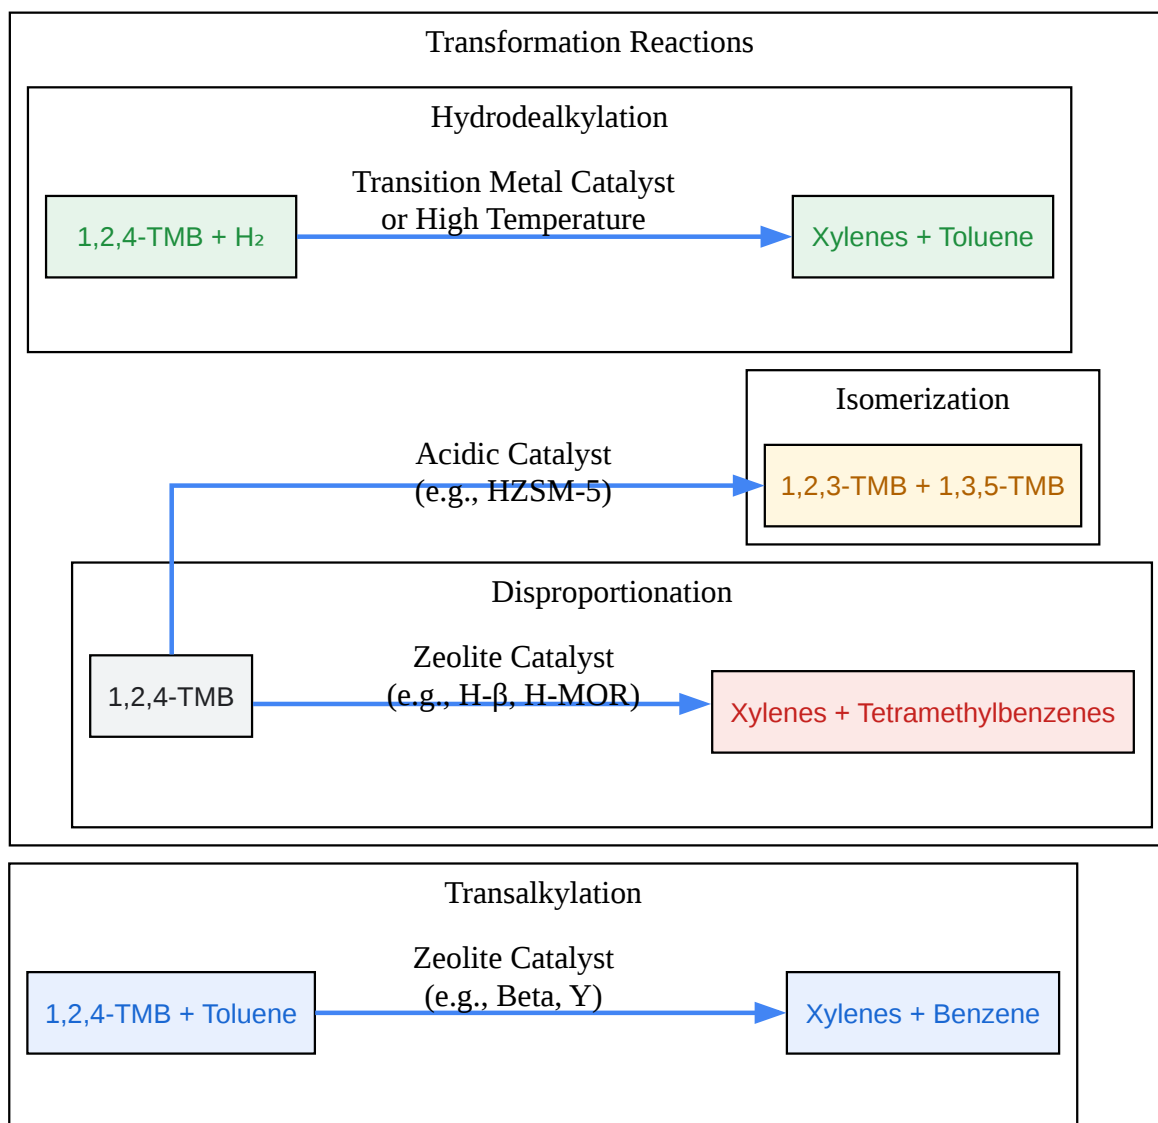 Transformation Reactions
Hydrodealkylation
Transition Metal Catalyst
or High Temperature
1,2,4-TMB + H₂
Xylenes + Toluene
Isomerization
Acidic Catalyst
(e.g., HZSM-5)
1,2,3-TMB + 1,3,5-TMB
Disproportionation
Zeolite Catalyst
(e.g., H-β, H-MOR)
1,2,4-TMB
Xylenes + Tetramethylbenzenes
Transalkylation
Zeolite Catalyst
(e.g., Beta, Y)
1,2,4-TMB + Toluene
Xylenes + Benzene